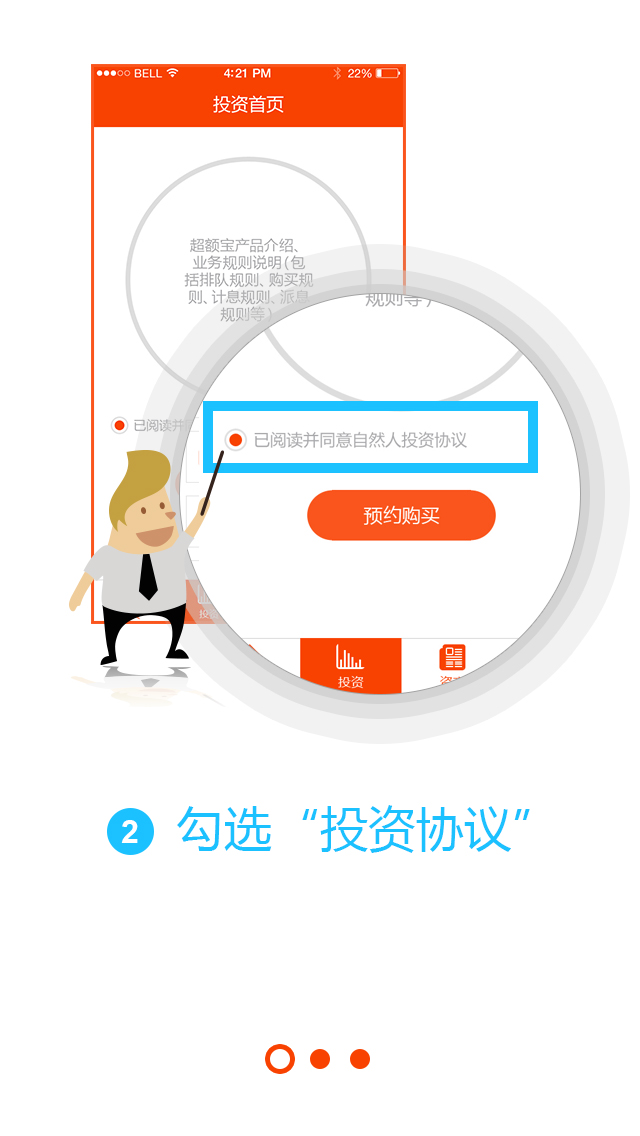 BELL 4:21 PM 22%
投资首页
超额宝产品介绍、
业务规则说明（包
括排队规则、购买规
则、计息规则、派息
规则等）
规则等）
已阅读并
已阅读并同意自然人投资协议
预约购买
投资
2 勾选“投资协议”